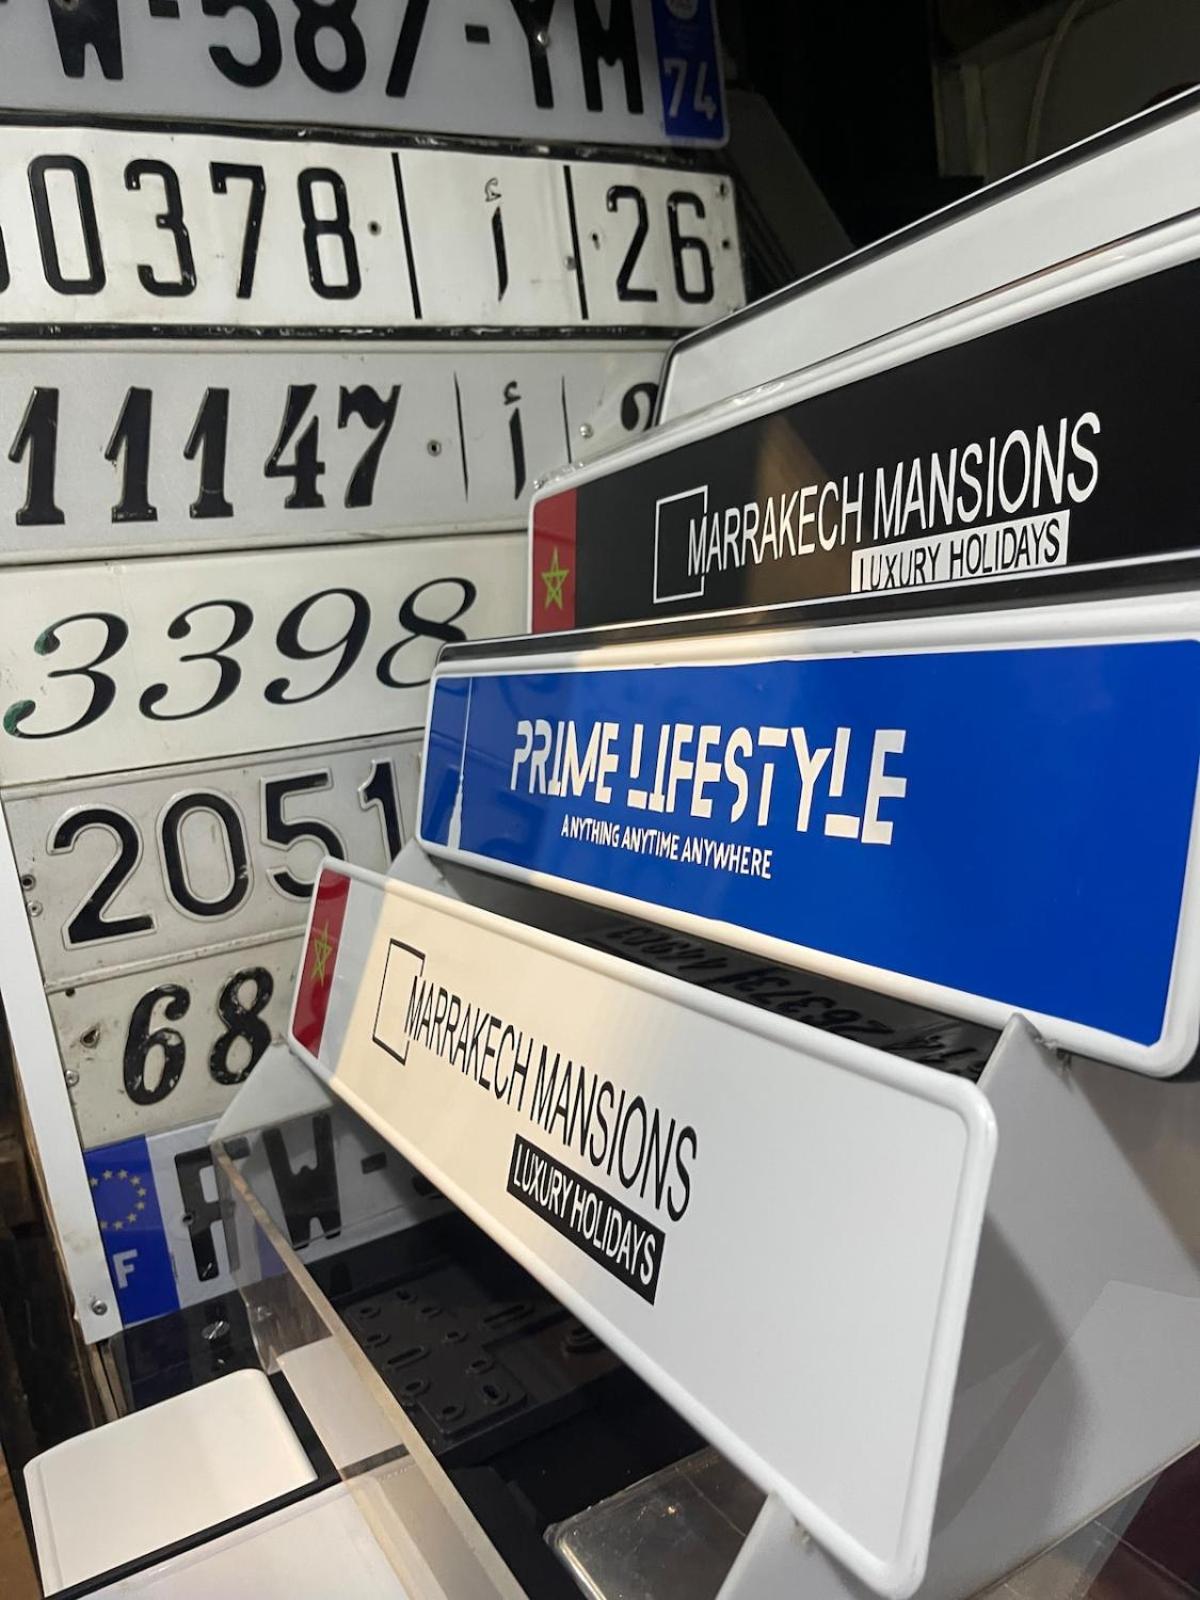 W-587-YM 74
0378 أ 26
11147 أ
3398
2051
68
F FW-
MARRAKECH MANSIONS
LUXURY HOLIDAYS
PRIME LIFESTYLE
ANYTHING ANYTIME ANYWHERE
MARRAKECH MANSIONS
LUXURY HOLIDAYS